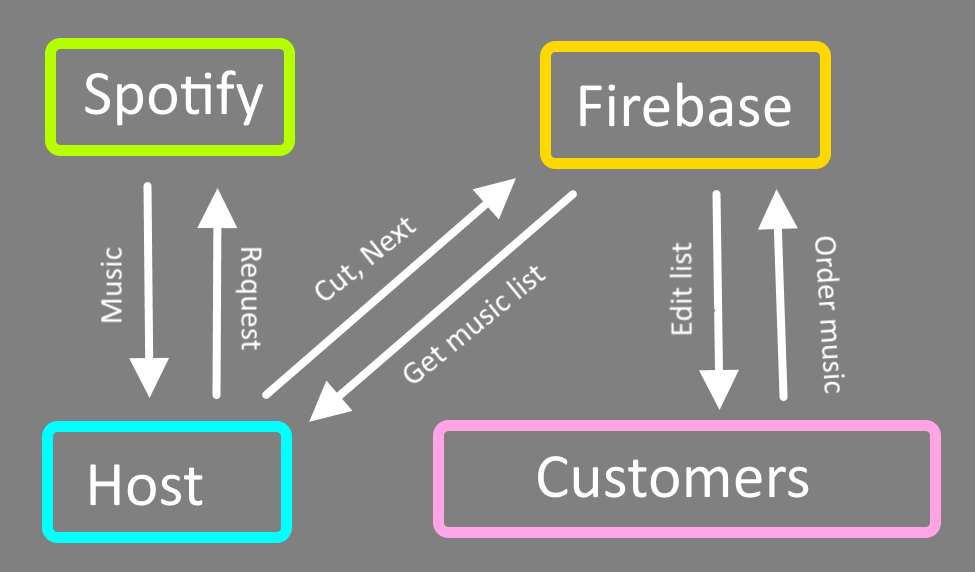 Spotify
Firebase
Music
Request
Cut, Next
Get music list
Edit list
Order music
Host
Customers